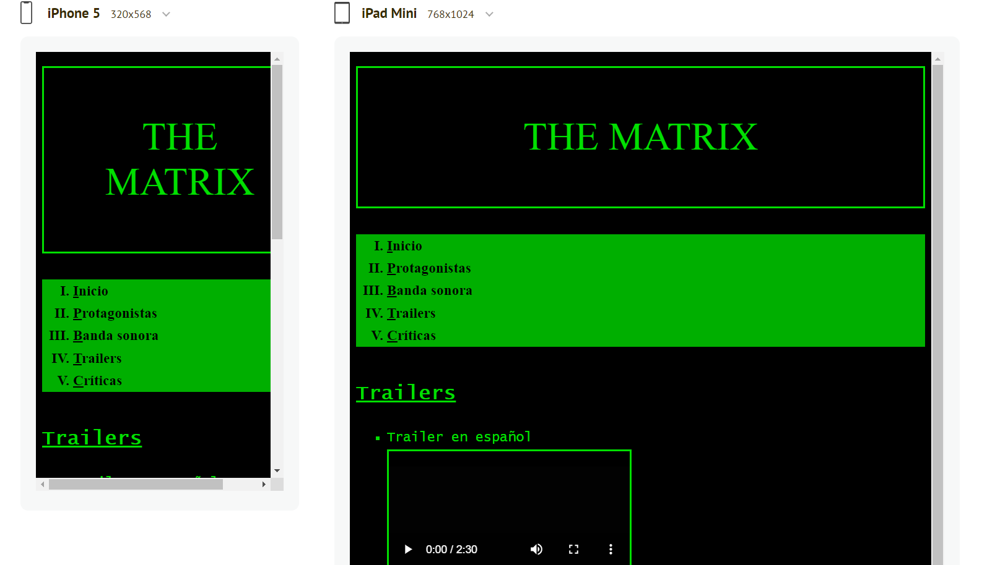 iPhone 5 320x568
THE
MATRIX
I. Inicio
II. Protagonistas
III. Banda sonora
IV. Trailers
V. Críticas
Trailers
iPad Mini 768x1024
THE MATRIX
I. Inicio
II. Protagonistas
III. Banda sonora
IV. Trailers
V. Críticas
Trailers
Trailer en español
0:00 / 2:30